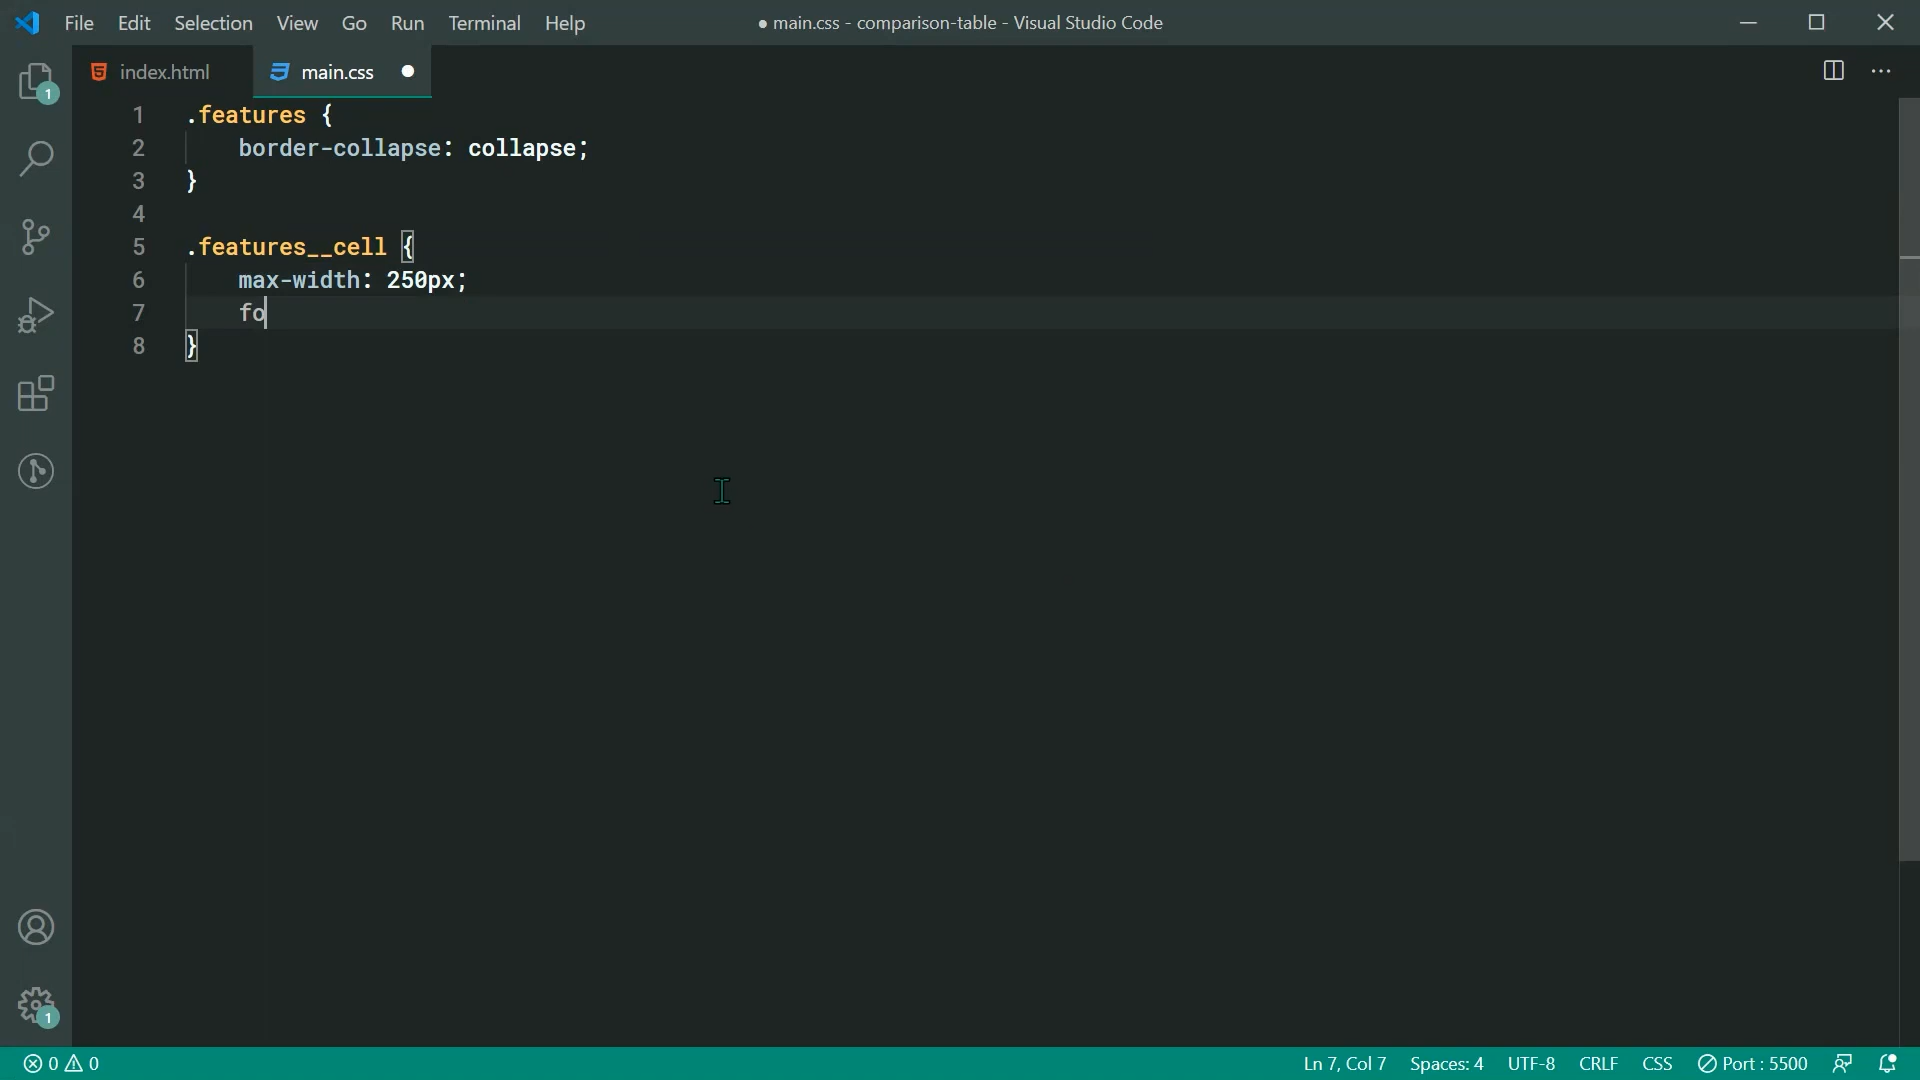 File Edit Selection View Go Run Terminal Help
● main.css - comparison-table - Visual Studio Code
index.html
main.css ●
1
1 .features {
2 border-collapse: collapse;
3 }
4
5 .features__cell {
6 max-width: 250px;
7 fo
8 }
1
0 0
Ln 7, Col 7 Spaces: 4 UTF-8 CRLF CSS Port : 5500